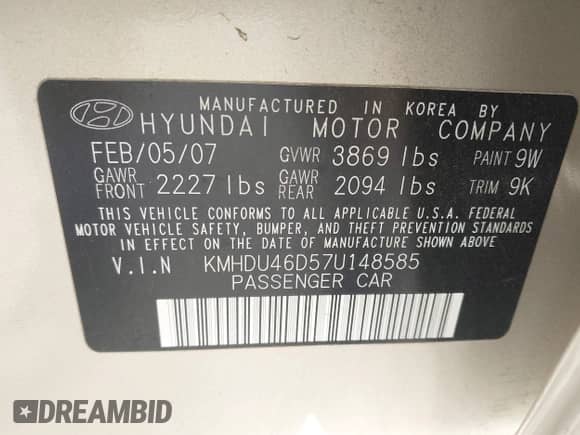 MANUFACTURED IN KOREA BY
HYUNDAI MOTOR COMPANY
FEB/05/07 GVWR 3869 lbs PAINT 9W
GAWR FRONT 2227 lbs GAWR REAR 2094 lbs TRIM 9K
THIS VEHICLE CONFORMS TO ALL APPLICABLE U.S.A. FEDERAL
MOTOR VEHICLE SAFETY, BUMPER, AND THEFT PREVENTION STANDARDS
IN EFFECT ON THE DATE OF MANUFACTURE SHOWN ABOVE
V.I.N KMHDU46D57U148585
PASSENGER CAR
DREAMBID